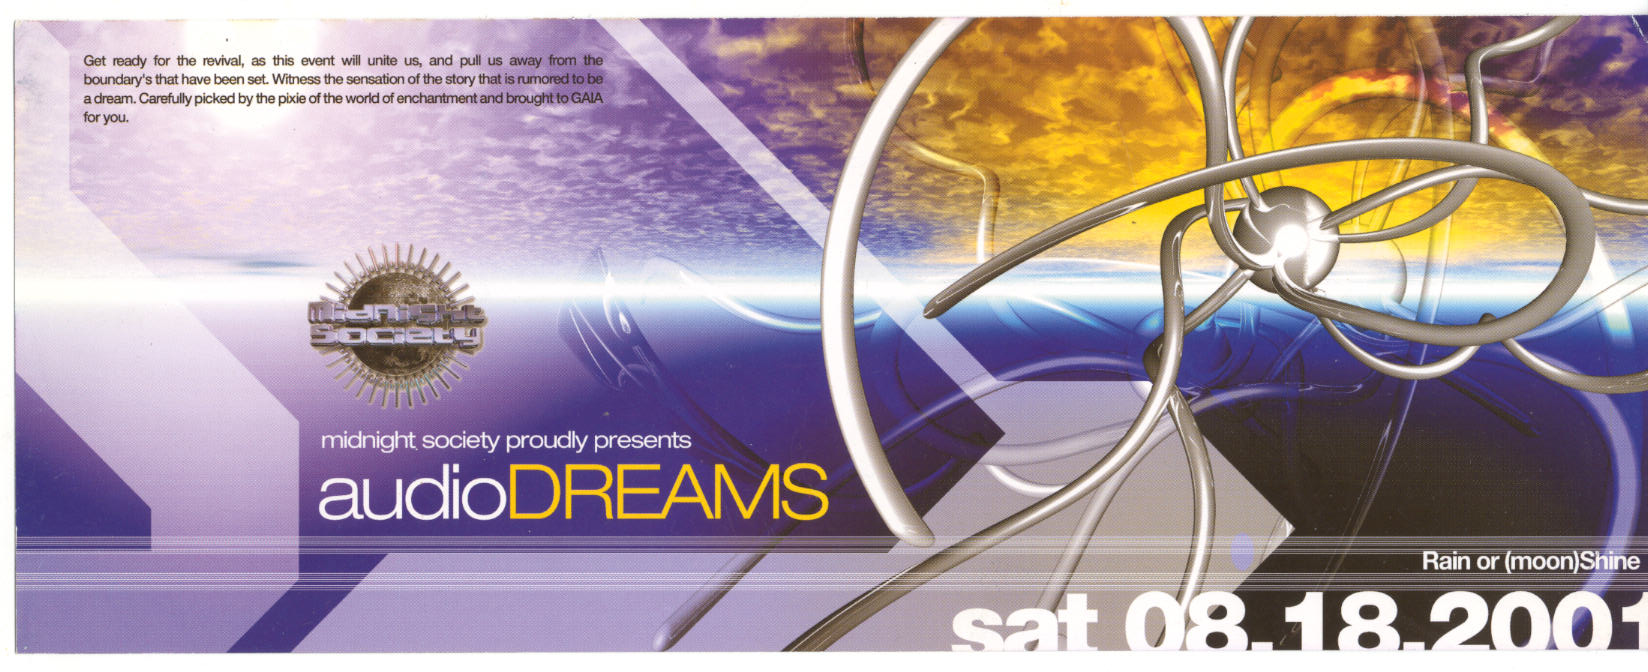 Get ready for the revival, as this event will unite us, and pull us away from the
boundary's that have been set. Witness the sensation of the story that is rumored to be
a dream. Carefully picked by the pixie of the world of enchantment and brought to GAIA
for you.
Midnight
Society
midnight society proudly presents
audioDREAMS
Rain or (moon)Shine
sat 08.18.2001